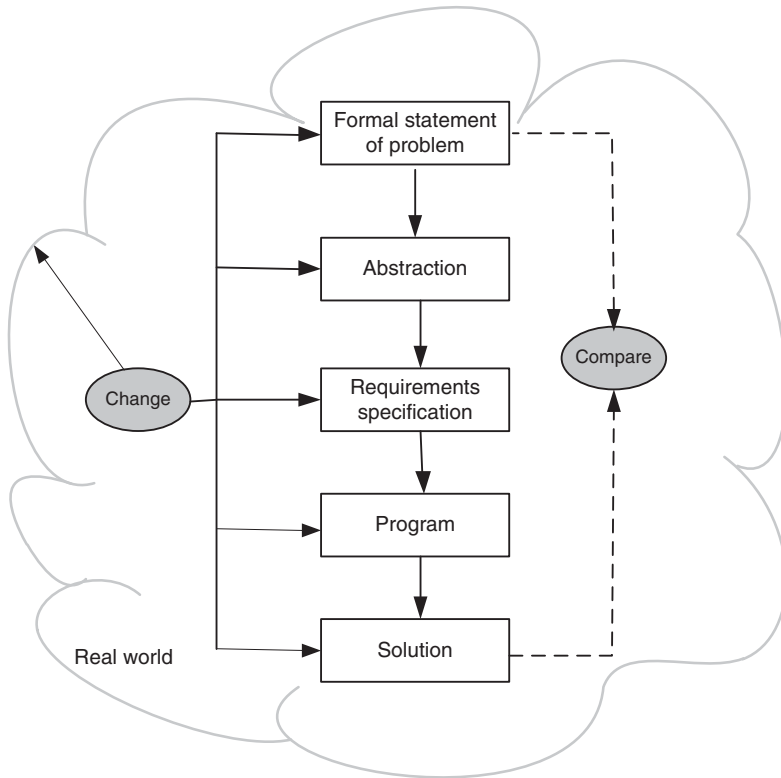 Formal statement
of problem
Abstraction
Compare
Change
Requirements
specification
Program
Real world
Solution